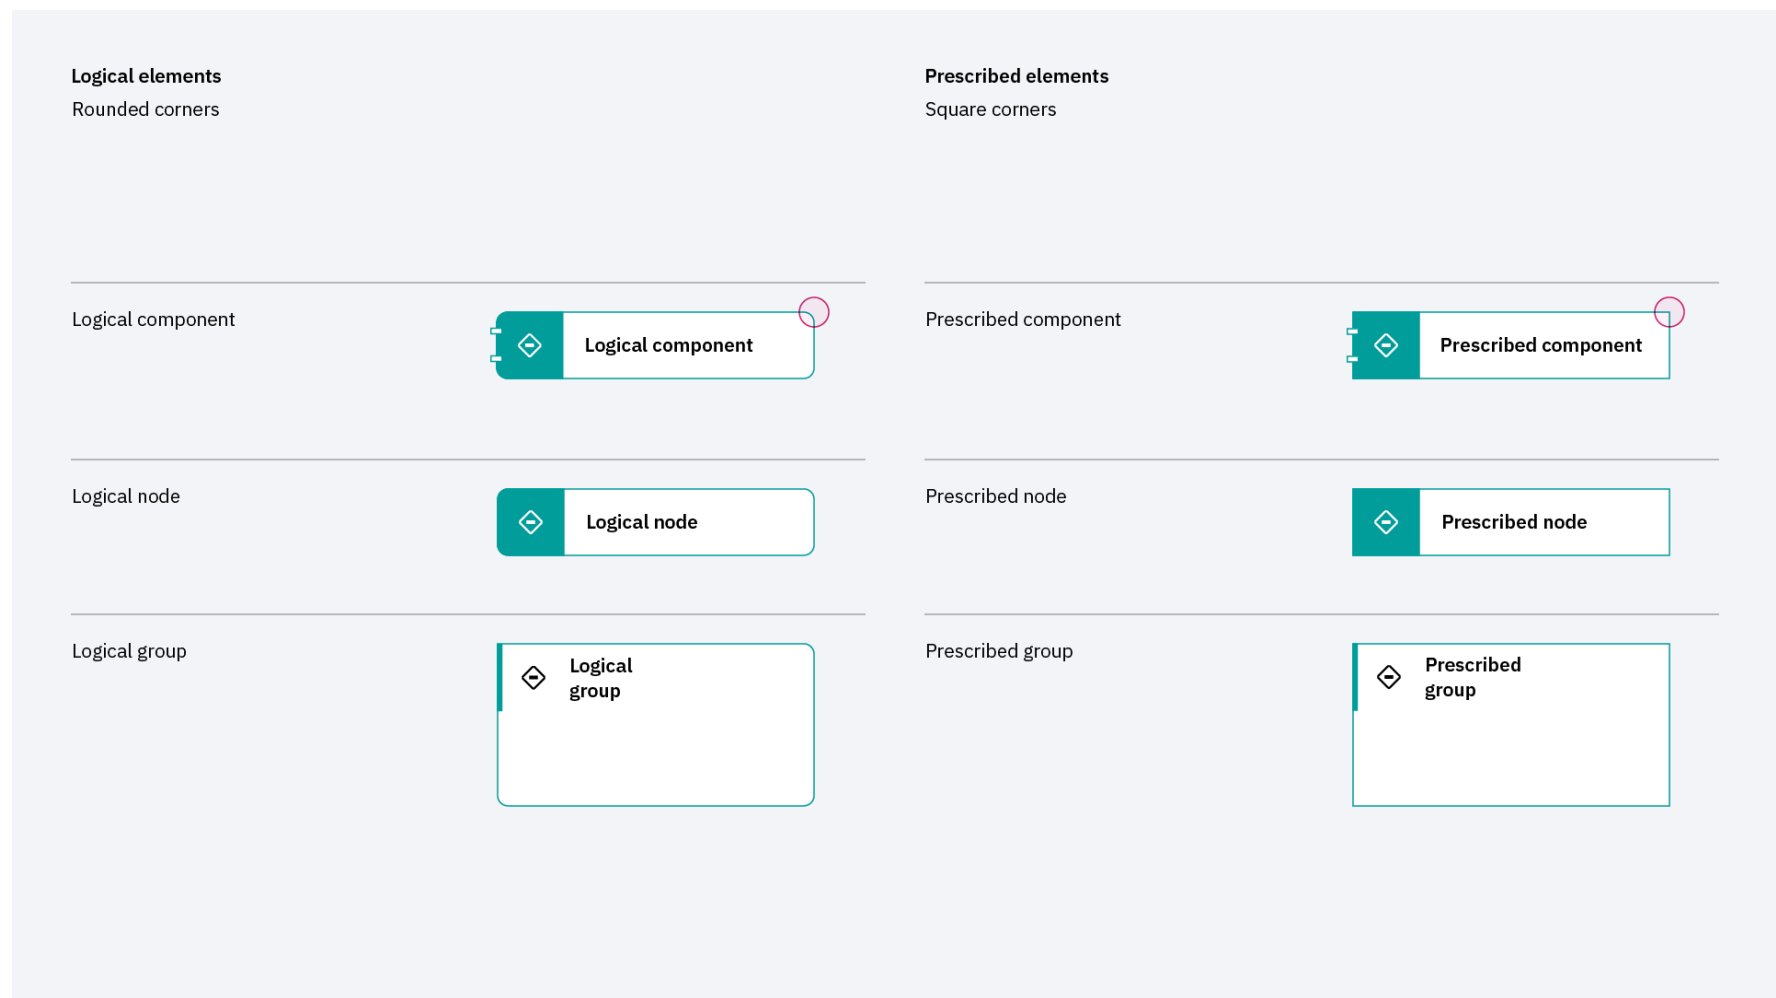 Logical elements
Rounded corners
Logical component
Logical component
Logical node
Logical node
Logical group
Logical
group
Prescribed elements
Square corners
Prescribed component
Prescribed component
Prescribed node
Prescribed node
Prescribed group
Prescribed
group